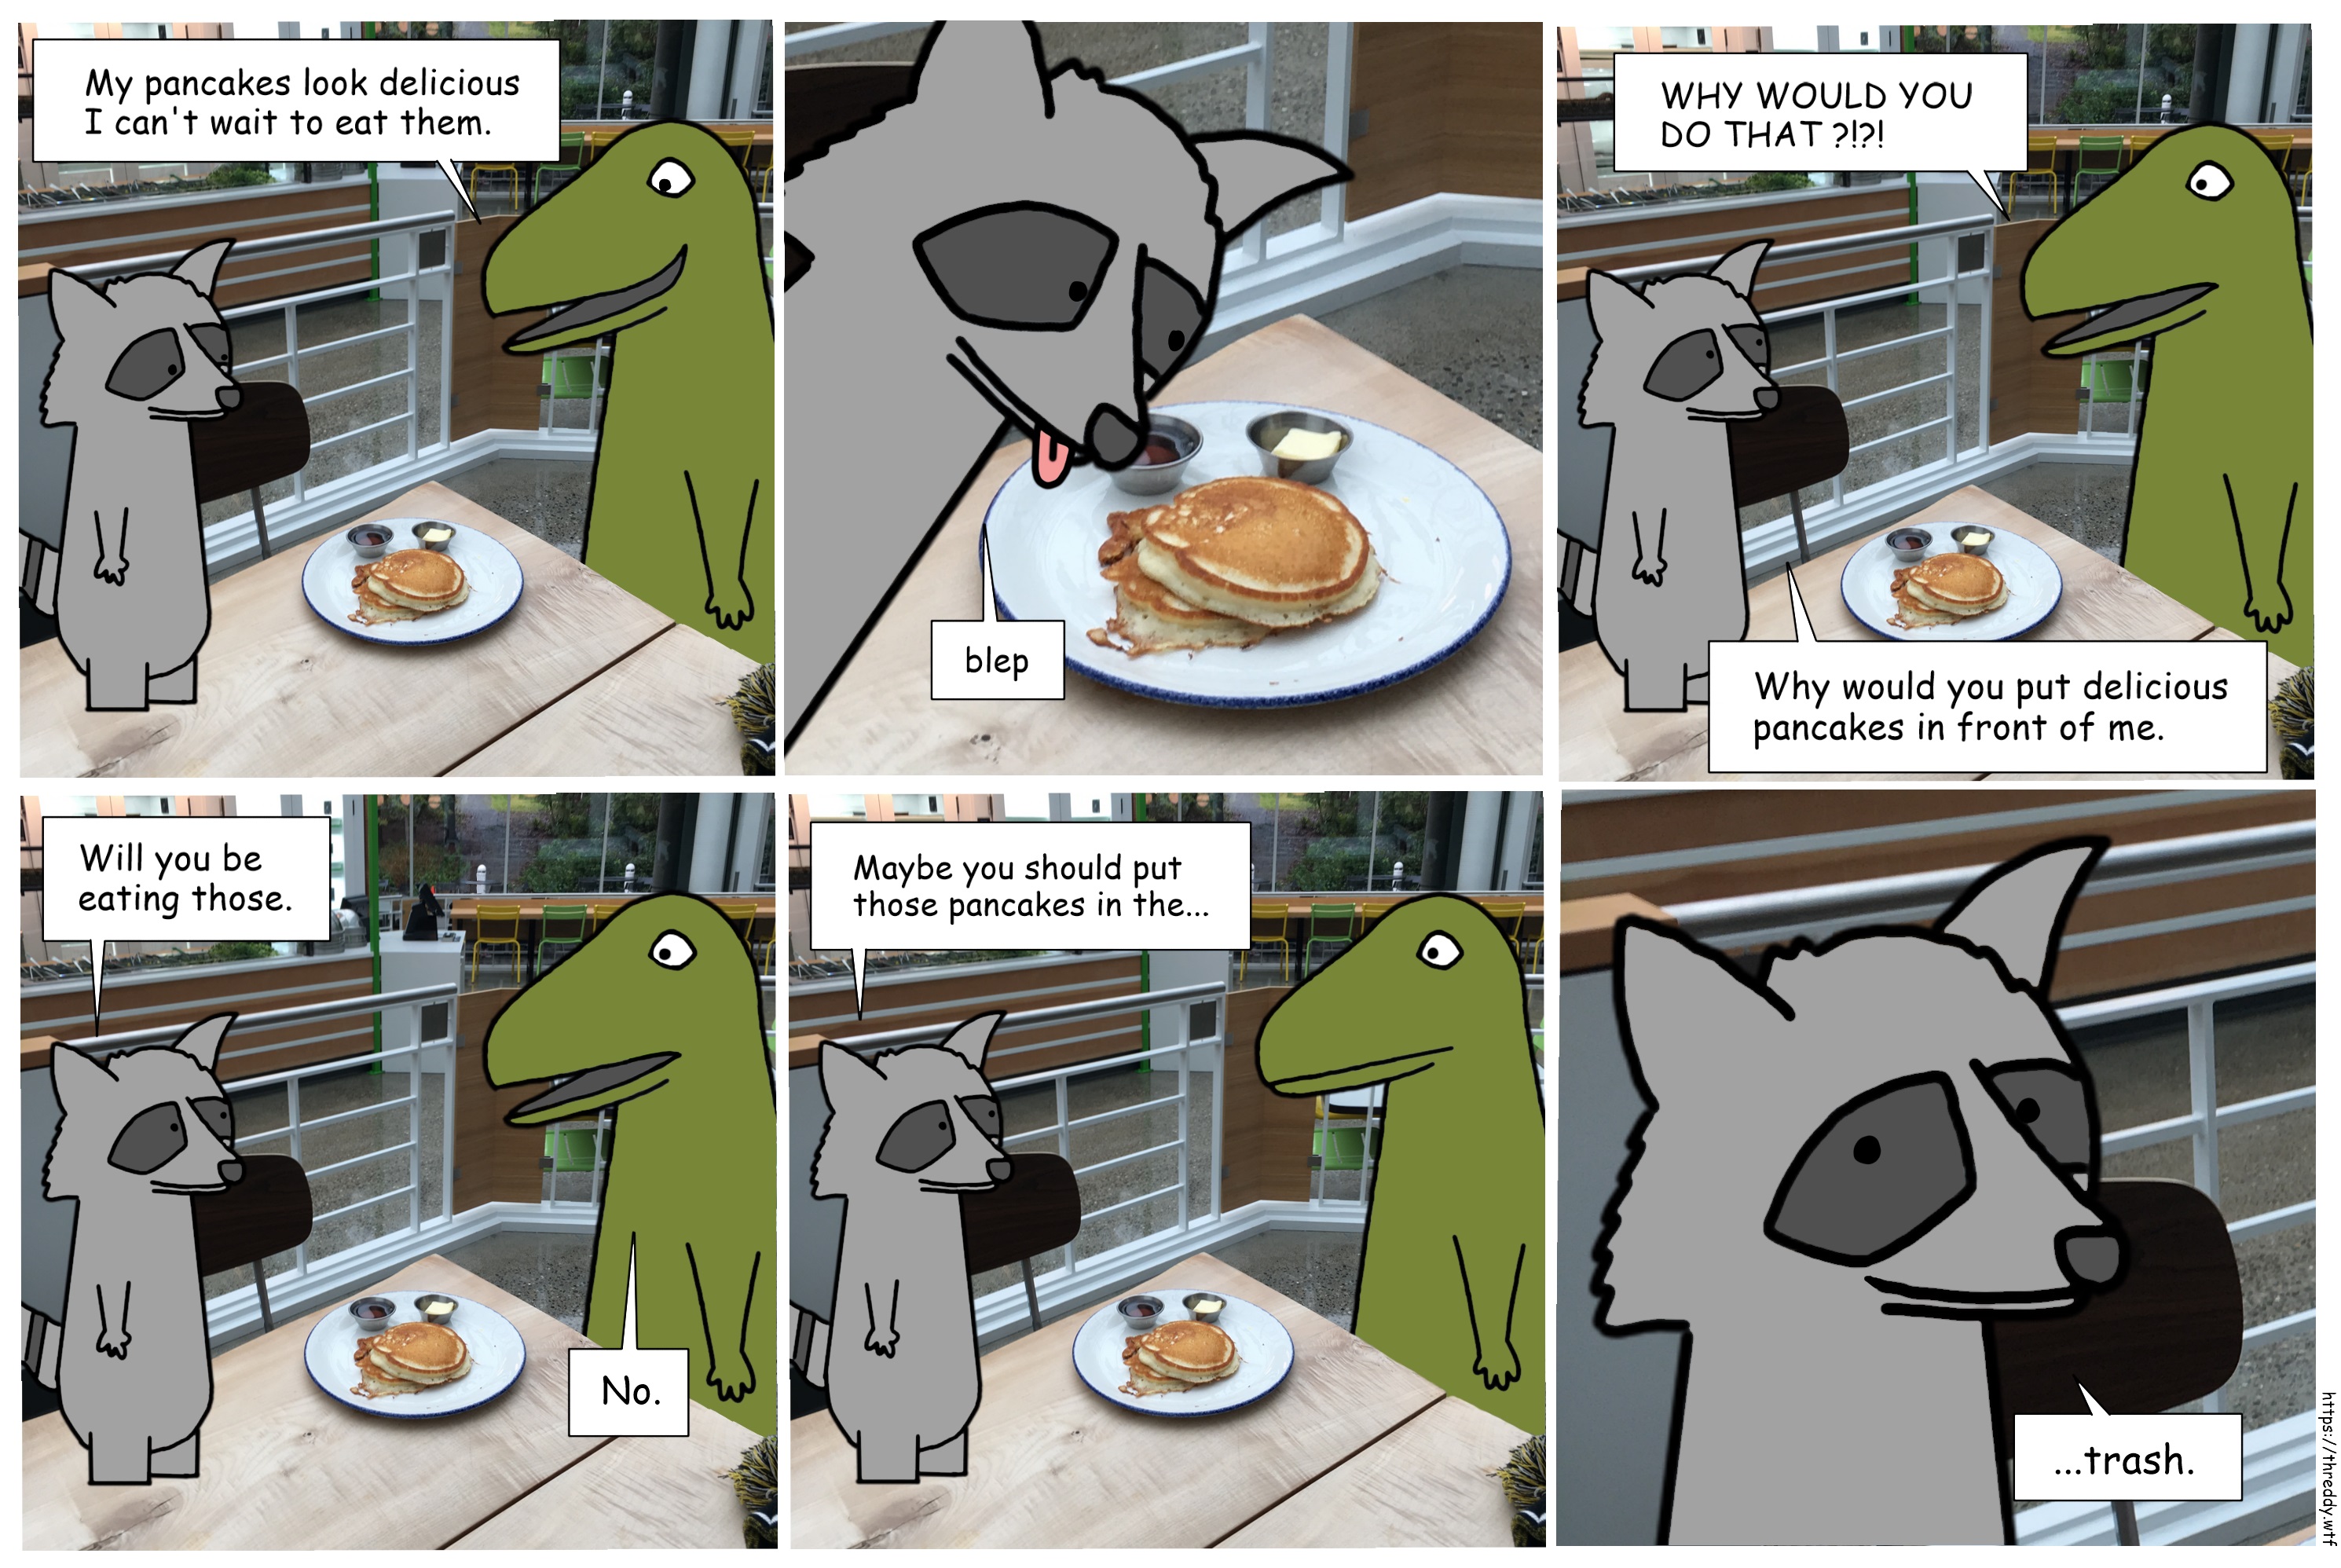 My pancakes look delicious
I can't wait to eat them.
blep
WHY WOULD YOU
DO THAT ?!?!
Why would you put delicious
pancakes in front of me.
Will you be
eating those.
No.
Maybe you should put
those pancakes in the...
...trash.
https://threddy.wtf